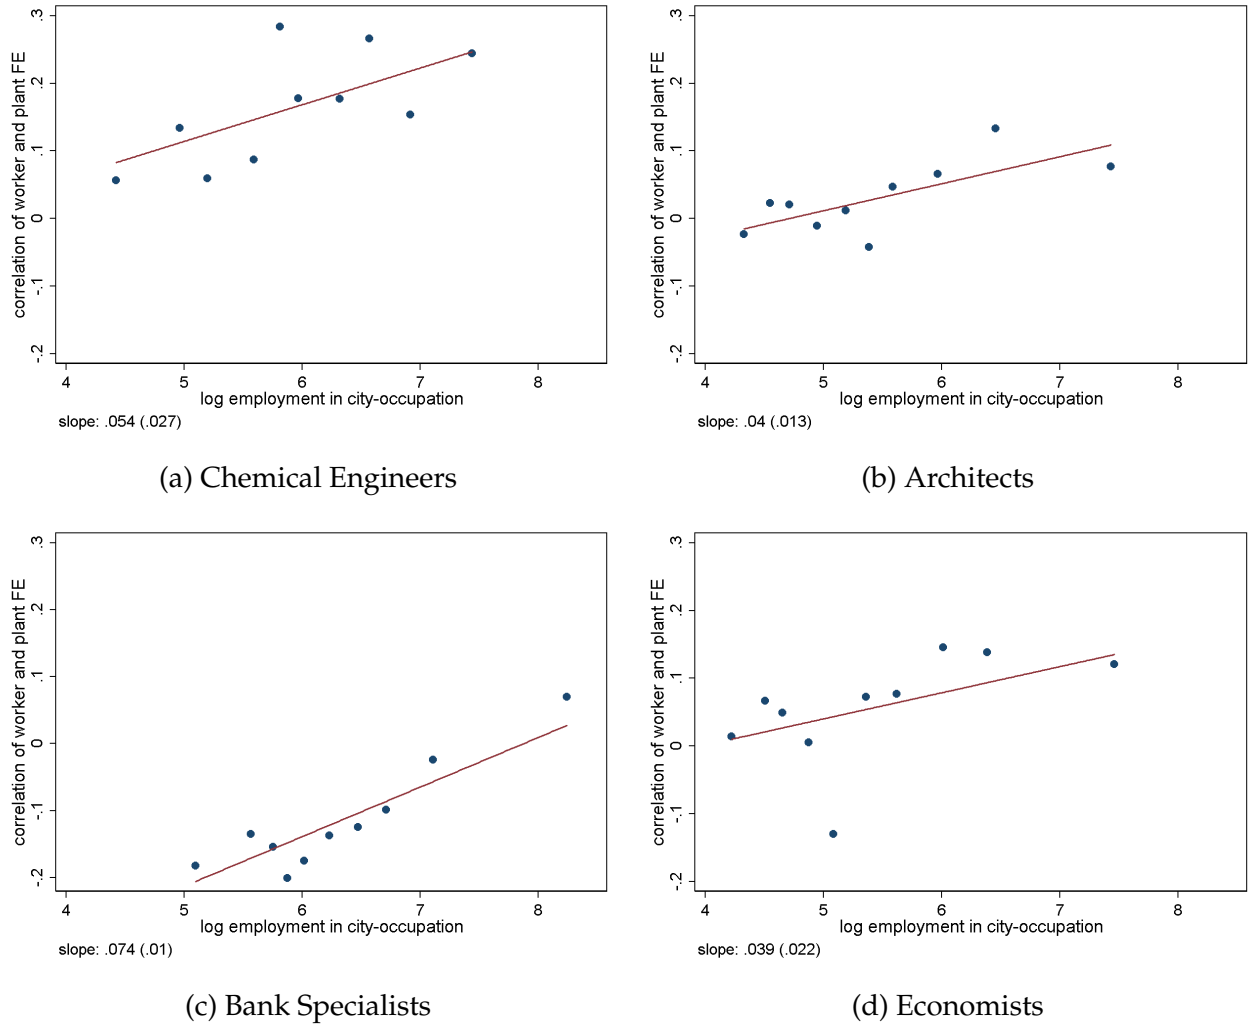 correlation of worker and plant FE
.3
.2
.1
0
-.1
-.2
4 5 6 7 8
log employment in city-occupation
slope: .054 (.027)
(a) Chemical Engineers
correlation of worker and plant FE
.3
.2
.1
0
-.1
-.2
4 5 6 7 8
log employment in city-occupation
slope: .04 (.013)
(b) Architects
correlation of worker and plant FE
.3
.2
.1
0
-.1
-.2
4 5 6 7 8
log employment in city-occupation
slope: .074 (.01)
(c) Bank Specialists
correlation of worker and plant FE
.3
.2
.1
0
-.1
-.2
4 5 6 7 8
log employment in city-occupation
slope: .039 (.022)
(d) Economists